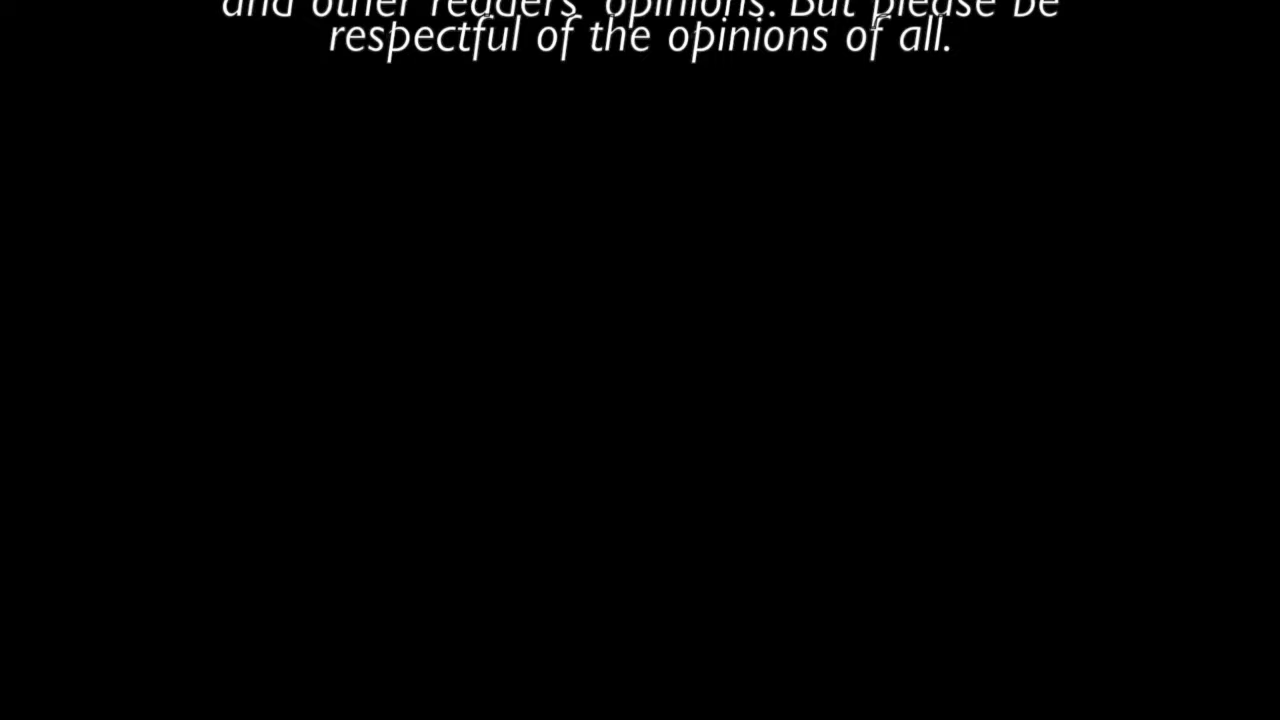 and other readers' opinions. But please be
respectful of the opinions of all.